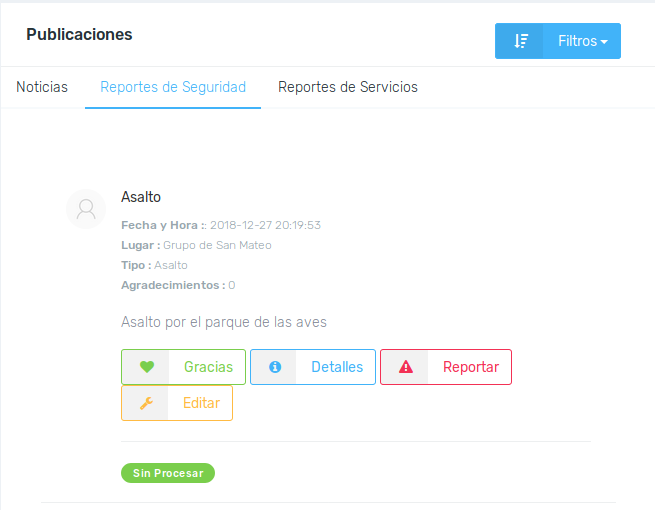 Publicaciones
Filtros
Noticias Reportes de Seguridad Reportes de Servicios
Asalto
Fecha y Hora :: 2018-12-27 20:19:53
Lugar : Grupo de San Mateo
Tipo : Asalto
Agradecimientos : 0
Asalto por el parque de las aves
Gracias Detalles Reportar
Editar
Sin Procesar